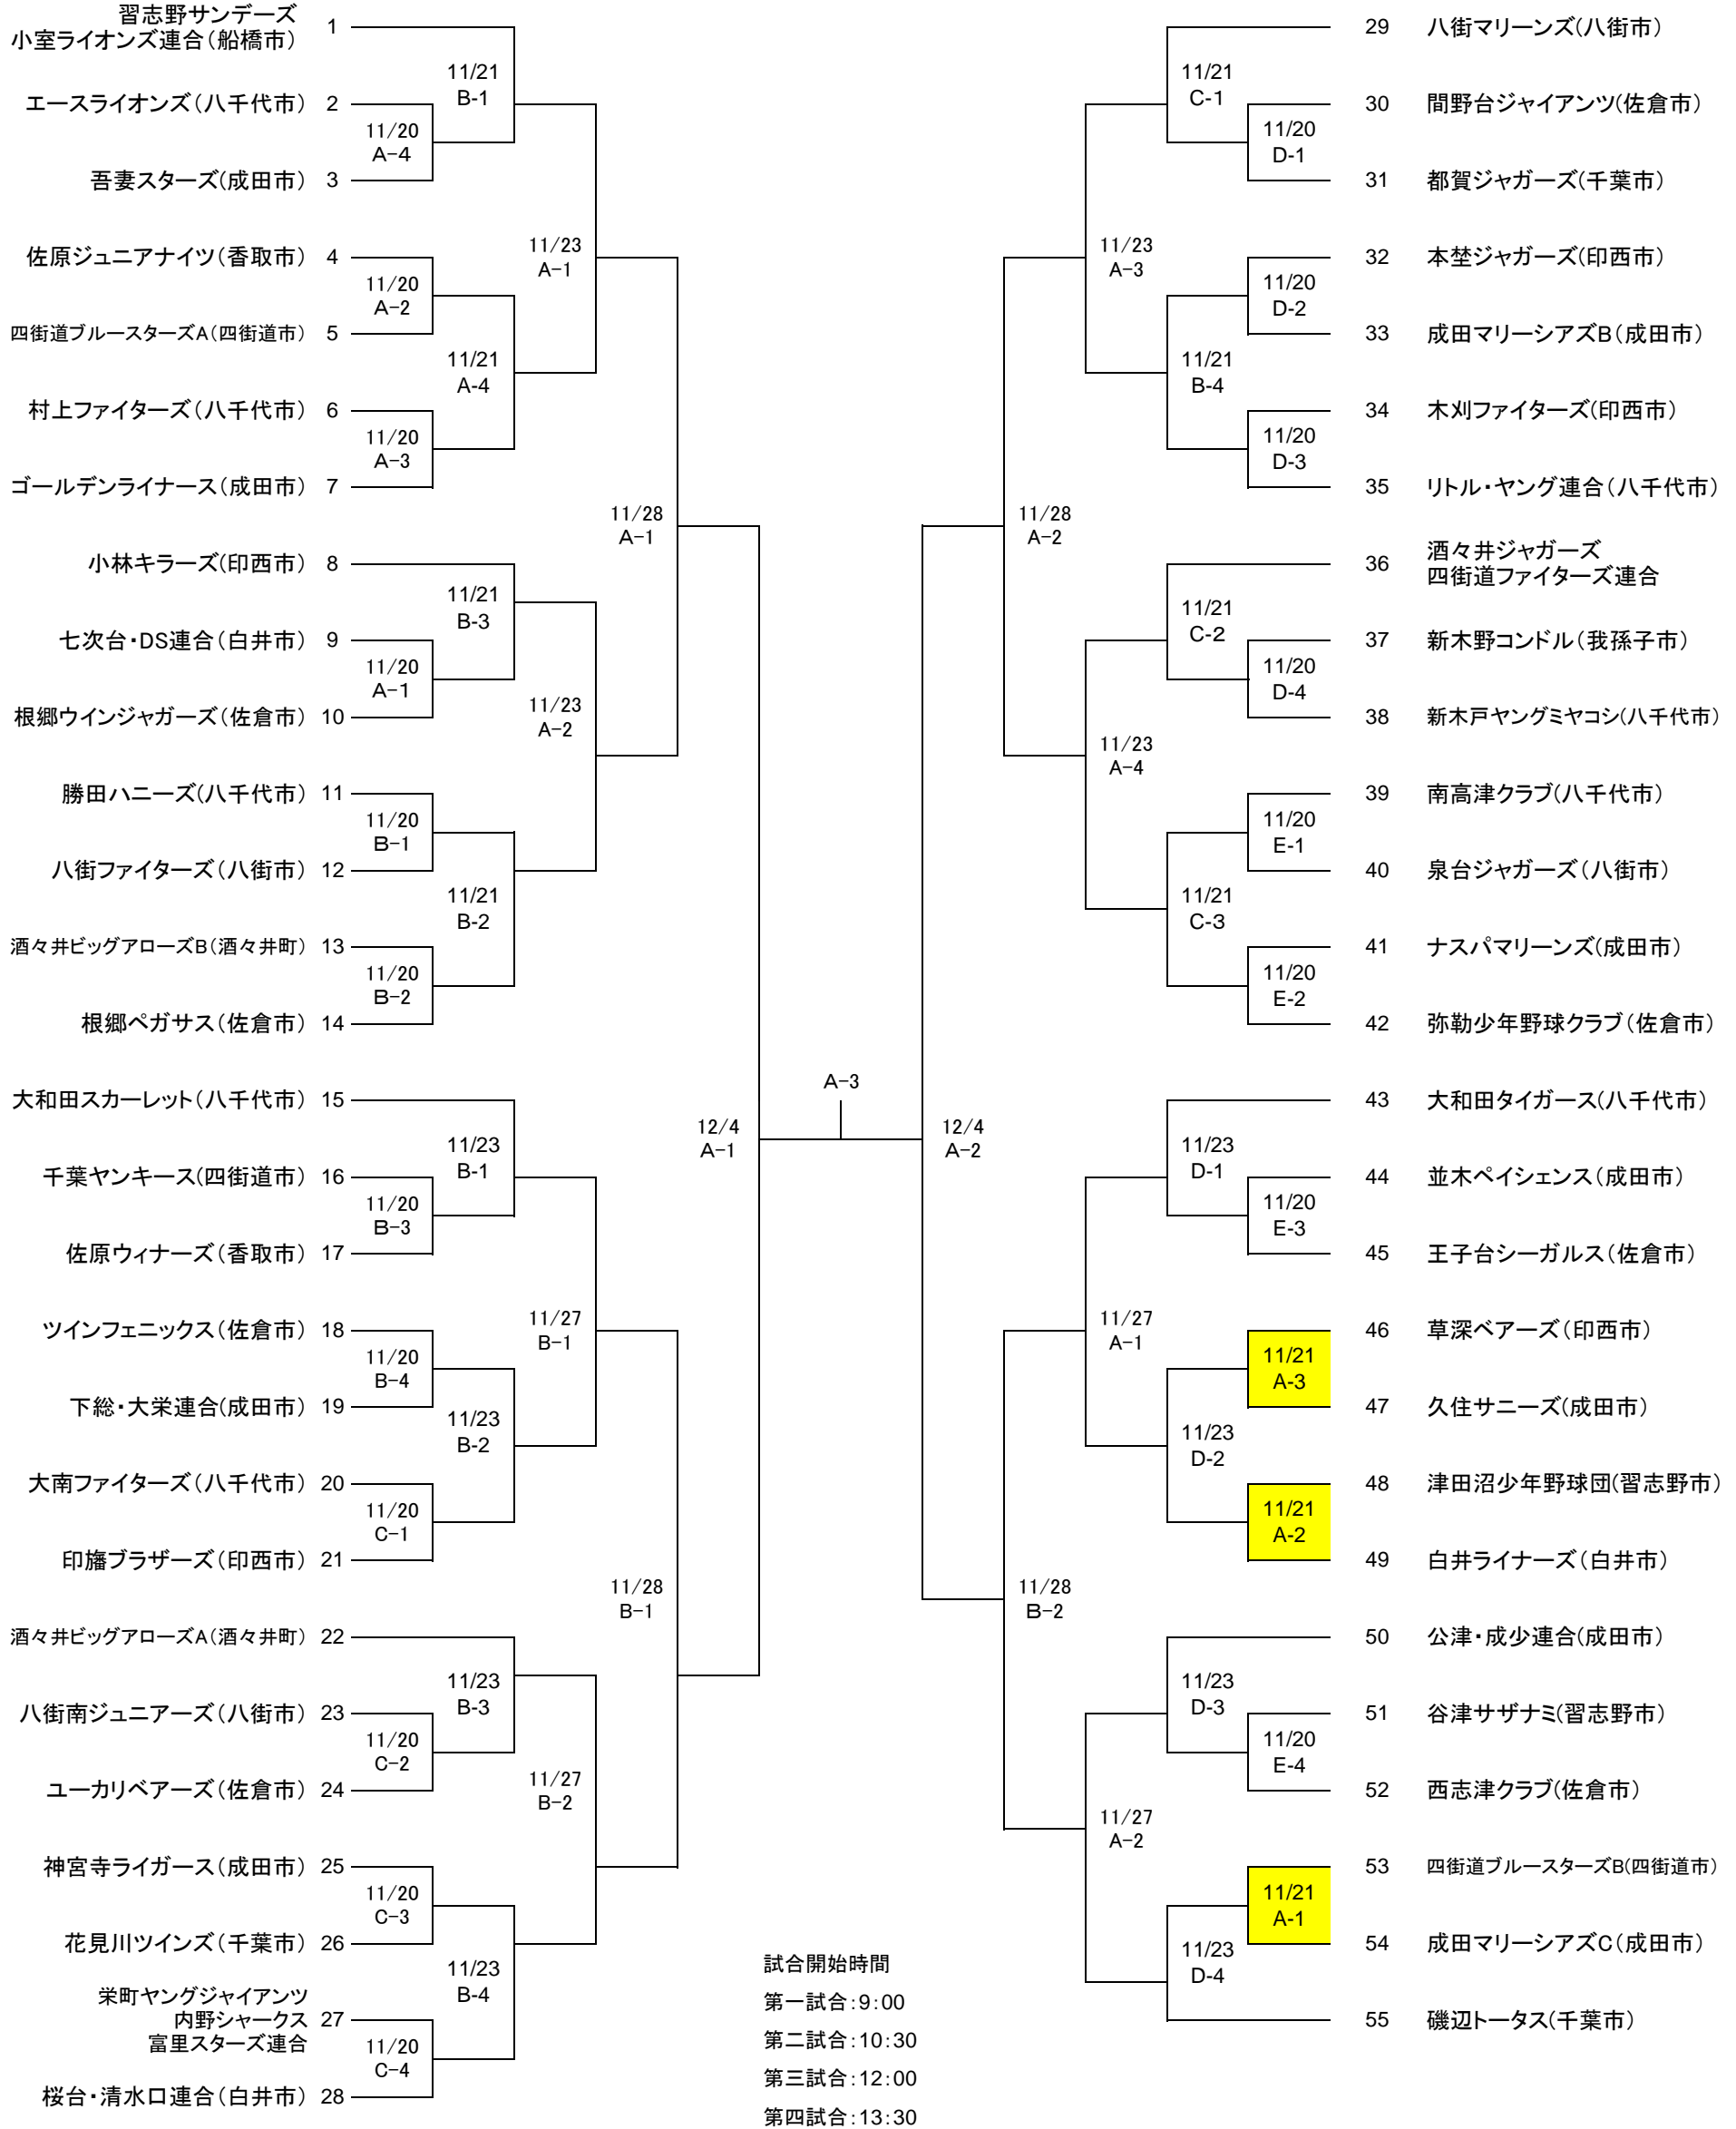 習志野サンデーズ
小室ライオンズ連合（船橋市） 1
エースライオンズ（八千代市） 2
吾妻スターズ(成田市) 3
佐原ジュニアナイツ（香取市） 4
四街道ブルースターズA（四街道市） 5
村上ファイターズ（八千代市） 6
ゴールデンライナース（成田市） 7
小林キラーズ(印西市) 8
七次台・DS連合（白井市） 9
根郷ウインジャガーズ（佐倉市） 10
勝田ハニーズ(八千代市) 11
八街ファイターズ（八街市） 12
酒々井ビッグアローズB（酒々井町） 13
根郷ペガサス（佐倉市） 14
大和田スカーレット（八千代市） 15
千葉ヤンキース(四街道市) 16
佐原ウィナーズ（香取市） 17
ツインフェニックス（佐倉市） 18
下総・大栄連合(成田市) 19
大南ファイターズ（八千代市） 20
印旛ブラザーズ（印西市） 21
酒々井ビッグアローズA（酒々井町） 22
八街南ジュニアーズ（八街市） 23
ユーカリベアーズ（佐倉市） 24
神宮寺ライガース（成田市） 25
花見川ツインズ（千葉市） 26
栄町ヤングジャイアンツ
内野シャークス 27
富里スターズ連合
桜台・清水口連合（白井市） 28
11/20
A-4
11/20
A-2
11/20
A-3
11/20
A-1
11/20
B-1
11/20
B-2
11/20
B-3
11/20
B-4
11/20
C-1
11/20
C-2
11/20
C-3
11/20
C-4
11/21
B-1
11/21
A-4
11/21
B-3
11/21
B-2
11/23
B-1
11/23
B-2
11/23
B-3
11/23
B-4
11/23
A-1
11/23
A-2
11/27
B-1
11/27
B-2
11/28
A-1
11/28
B-1
12/4
A-1
A-3
12/4
A-2
11/28
A-2
11/28
B-2
11/23
A-3
11/23
A-4
11/27
A-1
11/27
A-2
11/21
C-1
11/21
B-4
11/21
C-2
11/21
C-3
11/23
D-1
11/23
D-2
11/23
D-3
11/23
D-4
11/20
D-1
11/20
D-2
11/20
D-3
11/20
D-4
11/20
E-1
11/20
E-2
11/20
E-3
11/21
A-3
11/21
A-2
11/20
E-4
11/21
A-1
29 八街マリーンズ(八街市)
30 間野台ジャイアンツ(佐倉市)
31 都賀ジャガーズ(千葉市)
32 本埜ジャガーズ(印西市)
33 成田マリーシアズB（成田市）
34 木刈ファイターズ(印西市)
35 リトル・ヤング連合（八千代市）
36 酒々井ジャガーズ
四街道ファイターズ連合
37 新木野コンドル（我孫子市）
38 新木戸ヤングミヤコシ(八千代市)
39 南高津クラブ(八千代市)
40 泉台ジャガーズ（八街市）
41 ナスパマリーンズ(成田市)
42 弥勒少年野球クラブ（佐倉市）
43 大和田タイガース(八千代市)
44 並木ペイシェンス（成田市）
45 王子台シーガルス（佐倉市）
46 草深ベアーズ（印西市）
47 久住サニーズ(成田市)
48 津田沼少年野球団(習志野市)
49 白井ライナーズ（白井市）
50 公津・成少連合(成田市)
51 谷津サザナミ(習志野市)
52 西志津クラブ(佐倉市)
53 四街道ブルースターズB(四街道市)
54 成田マリーシアズC（成田市）
55 磯辺トータス(千葉市)
試合開始時間
第一試合：9：00
第二試合：10：30
第三試合：12：00
第四試合：13：30